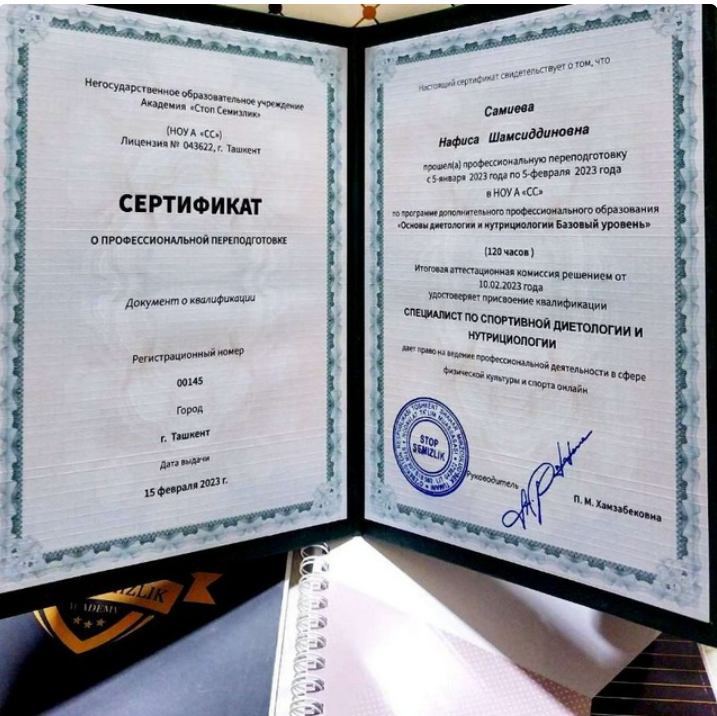 Негосударственное образовательное учреждение
Академия «Стоп Семизлик»
(НОУ А «СС»)
Лицензия № 043622, г. Ташкент
СЕРТИФИКАТ
О ПРОФЕССИОНАЛЬНОЙ ПЕРЕПОДГОТОВКЕ
Документ о квалификации
Регистрационный номер
00145
Город
г. Ташкент
Дата выдачи
15 февраля 2023 г.
Настоящий сертификат свидетельствует о том, что
Самиева
Нафиса Шамсиддиновна
прошел(а) профессиональную переподготовку
с 5-января 2023 года по 5-февраля 2023 года
в НОУ А «СС»
по программе дополнительного профессионального образования
«Основы диетологии и нутрициологии Базовый уровень»
(120 часов )
Итоговая аттестационная комиссия решением от
10.02.2023 года
удостоверяет присвоение квалификации
СПЕЦИАЛИСТ ПО СПОРТИВНОЙ ДИЕТОЛОГИИ И
НУТРИЦИОЛОГИИ
дает право на ведение профессиональной деятельности в сфере
физической культуры и спорта онлайн
STOP
SEMIZLIK
Руководитель
П. М. Хамзабековна
ACADEMY